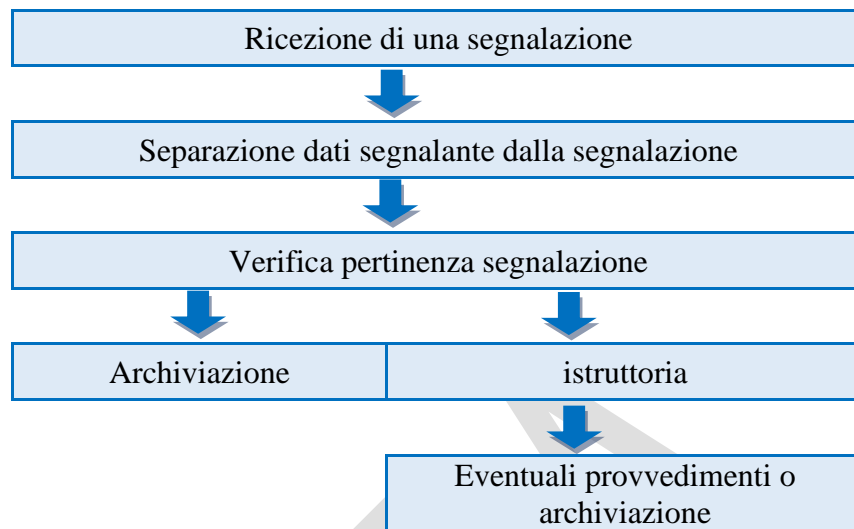 Ricezione di una segnalazione
Separazione dati segnalante dalla segnalazione
Verifica pertinenza segnalazione
Archiviazione
istruttoria
Eventuali provvedimenti o
archiviazione